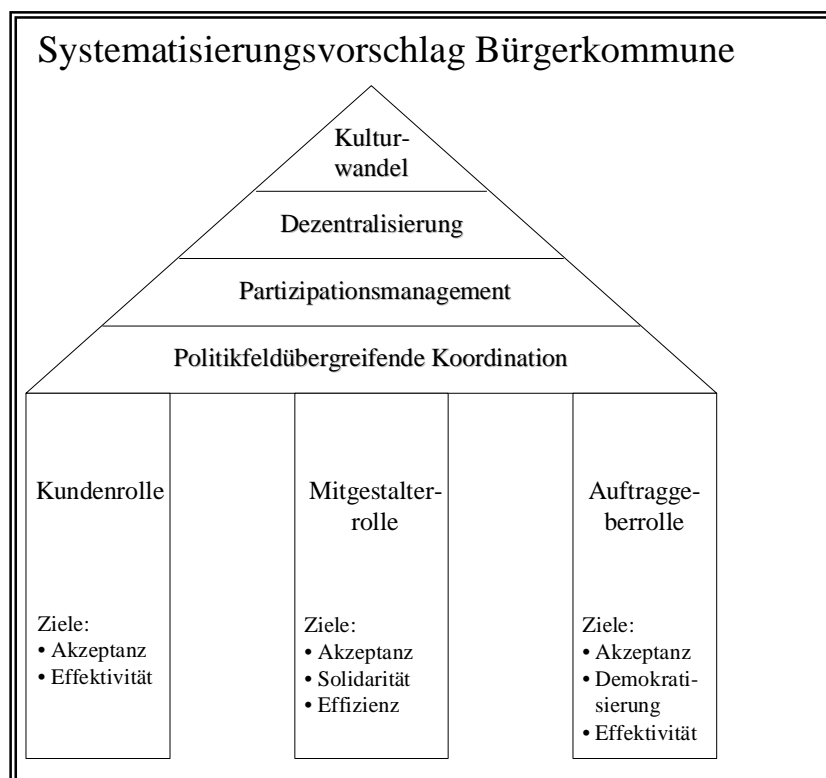 Systematisierungsvorschlag Bürgerkommune
Kultur-
wandel
Dezentralisierung
Partizipationsmanagement
Politikfeldübergreifende Koordination
Kundenrolle
Ziele:
• Akzeptanz
• Effektivität
Mitgestalter-
rolle
Ziele:
• Akzeptanz
• Solidarität
• Effizienz
Auftragge-
berrolle
Ziele:
• Akzeptanz
• Demokrati-
sierung
• Effektivität